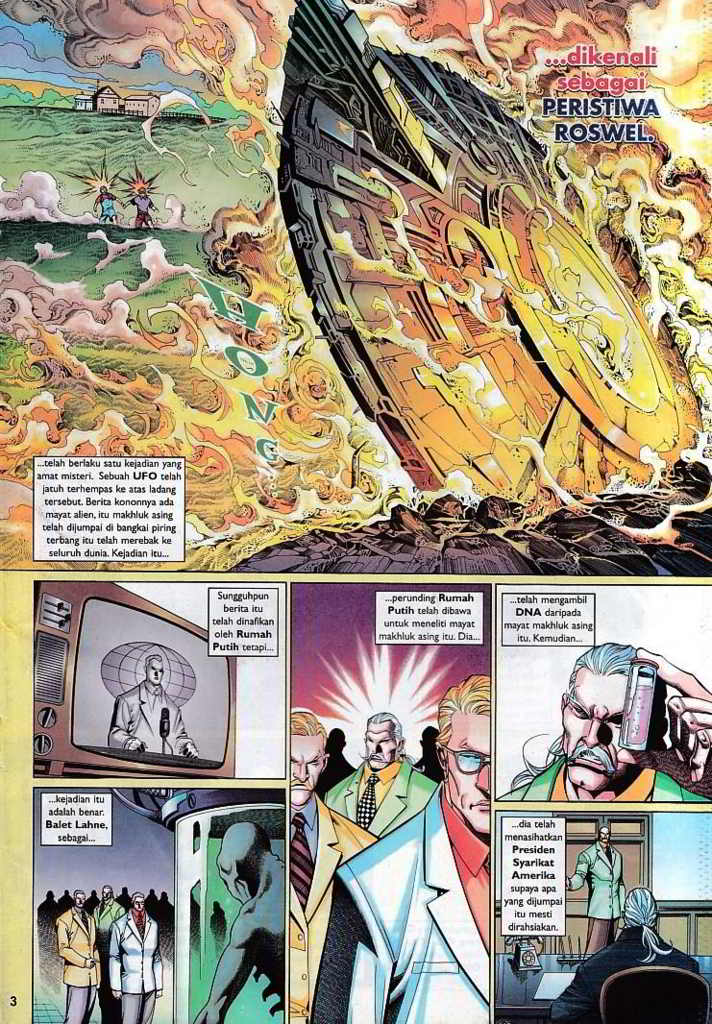 ...dikenali
sebagai
PERISTIWA
ROSWEL.
HONG
...telah berlaku satu kejadian yang
amat misteri. Sebuah UFO telah
jatuh terhempas ke atas ladang
tersebut. Berita kononnya ada
mayat alien, itu makhluk asing
telah dijumpai di bangkai piring
terbang itu telah merebak ke
seluruh dunia. Kejadian itu...
Sungguhpun
berita itu
telah dinafikan
oleh Rumah
Putih tetapi...
...kejadian itu
adalah benar.
Balet Lahne,
sebagai...
...perunding Rumah
Putih telah dibawa
untuk meneliti may
makhluk asing itu. Dia...
...telah mengambil
DNA daripada
mayat makhluk asing
itu. Kemudian...
...dia telah
menasihatkan
Presiden
Syarikat
Amerika
supaya apa
yang dijumpai
itu mesti
dirahsiakan.
3